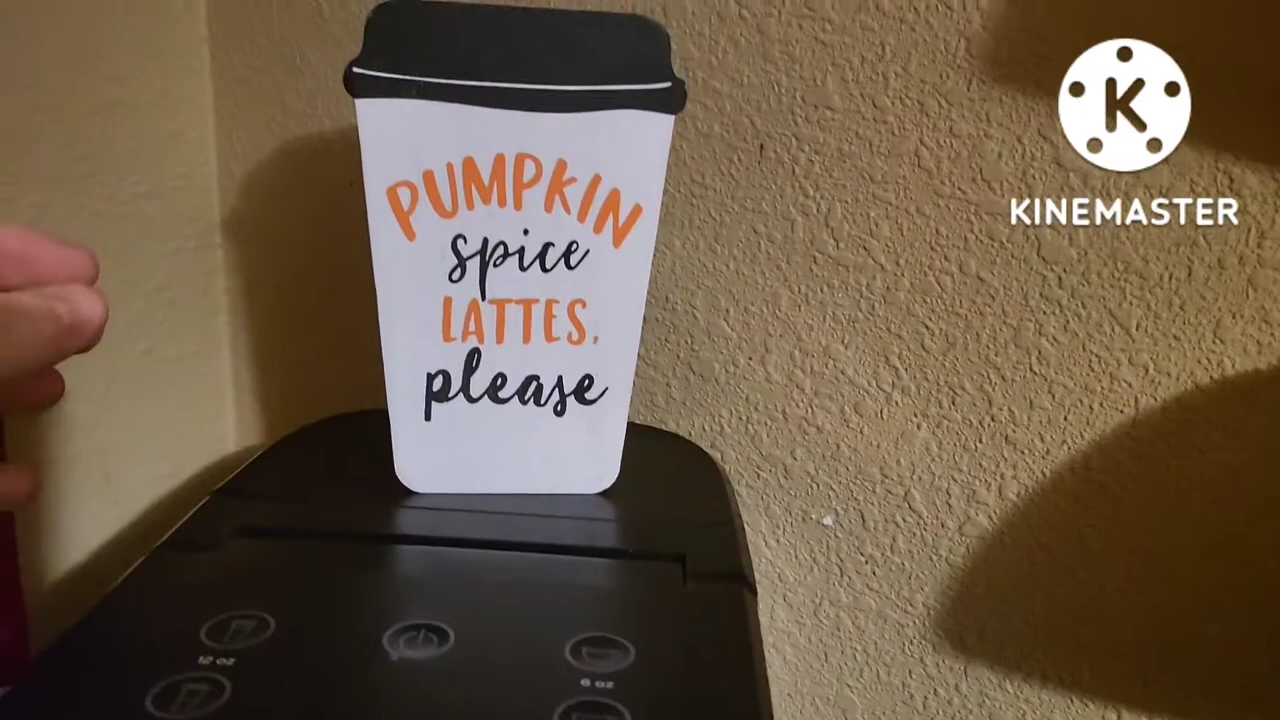 PUMPKIN
spice
LATTES,
please
K
KINEMASTER
12 oz
6 oz